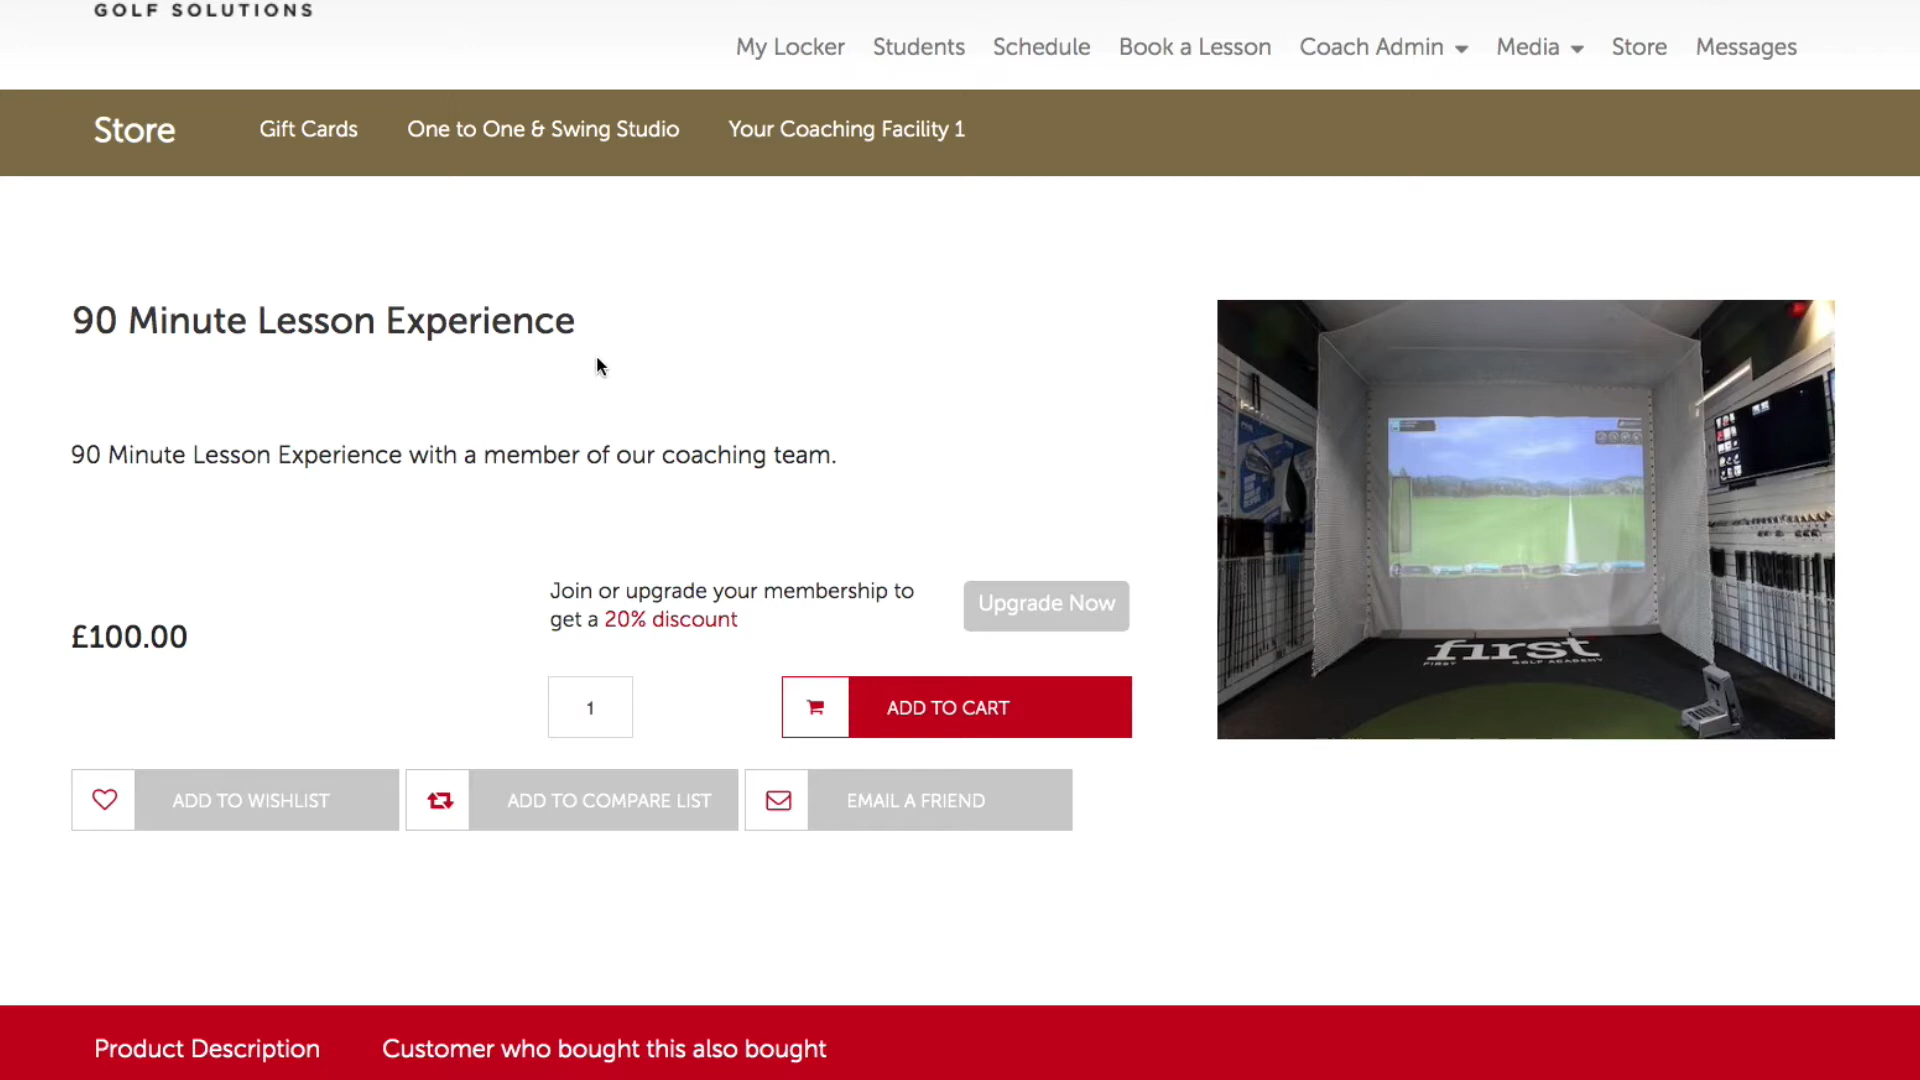 GOLF SOLUTIONS
My Locker Students Schedule Book a Lesson Coach Admin Media Store Messages
Store Gift Cards One to One & Swing Studio Your Coaching Facility 1
90 Minute Lesson Experience
90 Minute Lesson Experience with a member of our coaching team.
Join or upgrade your membership to
get a 20% discount
Upgrade Now
£100.00
1
ADD TO CART
ADD TO WISHLIST
ADD TO COMPARE LIST
EMAIL A FRIEND
first
FIRST GOLF ACADEMY
Product Description Customer who bought this also bought